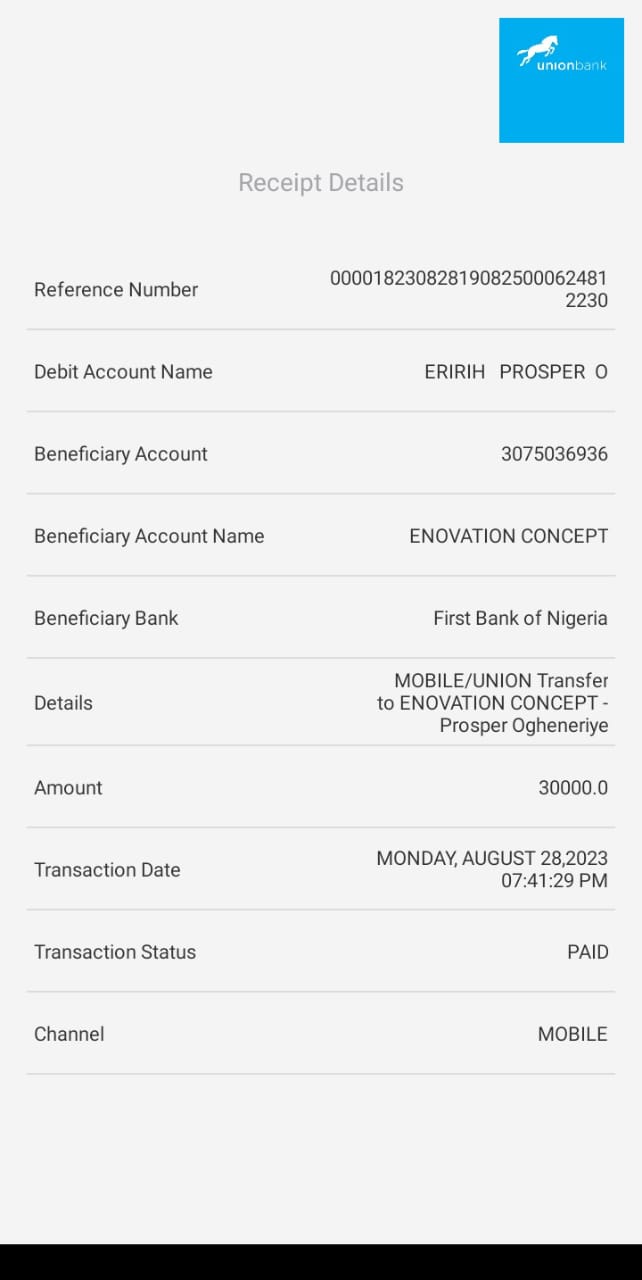 unionbank
Receipt Details
Reference Number
00001823082819082500062481
2230
Debit Account Name
ERIRIH PROSPER O
Beneficiary Account
3075036936
Beneficiary Account Name
ENOVATION CONCEPT
Beneficiary Bank
First Bank of Nigeria
Details
MOBILE/UNION Transfer
to ENOVATION CONCEPT -
Prosper Ogheneriye
Amount
30000.0
Transaction Date
MONDAY, AUGUST 28,2023
07:41:29 PM
Transaction Status
PAID
Channel
MOBILE